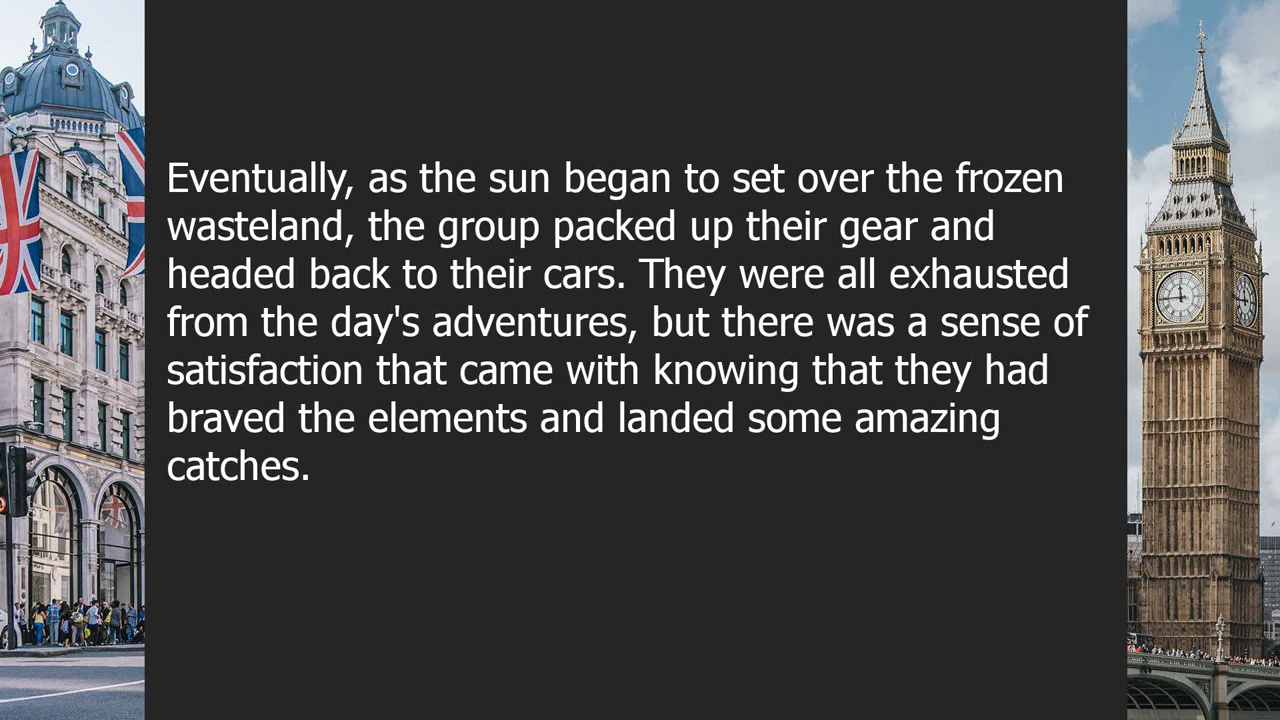 Eventually, as the sun began to set over the frozen
wasteland, the group packed up their gear and
headed back to their cars. They were all exhausted
from the day's adventures, but there was a sense of
satisfaction that came with knowing that they had
braved the elements and landed some amazing
catches.